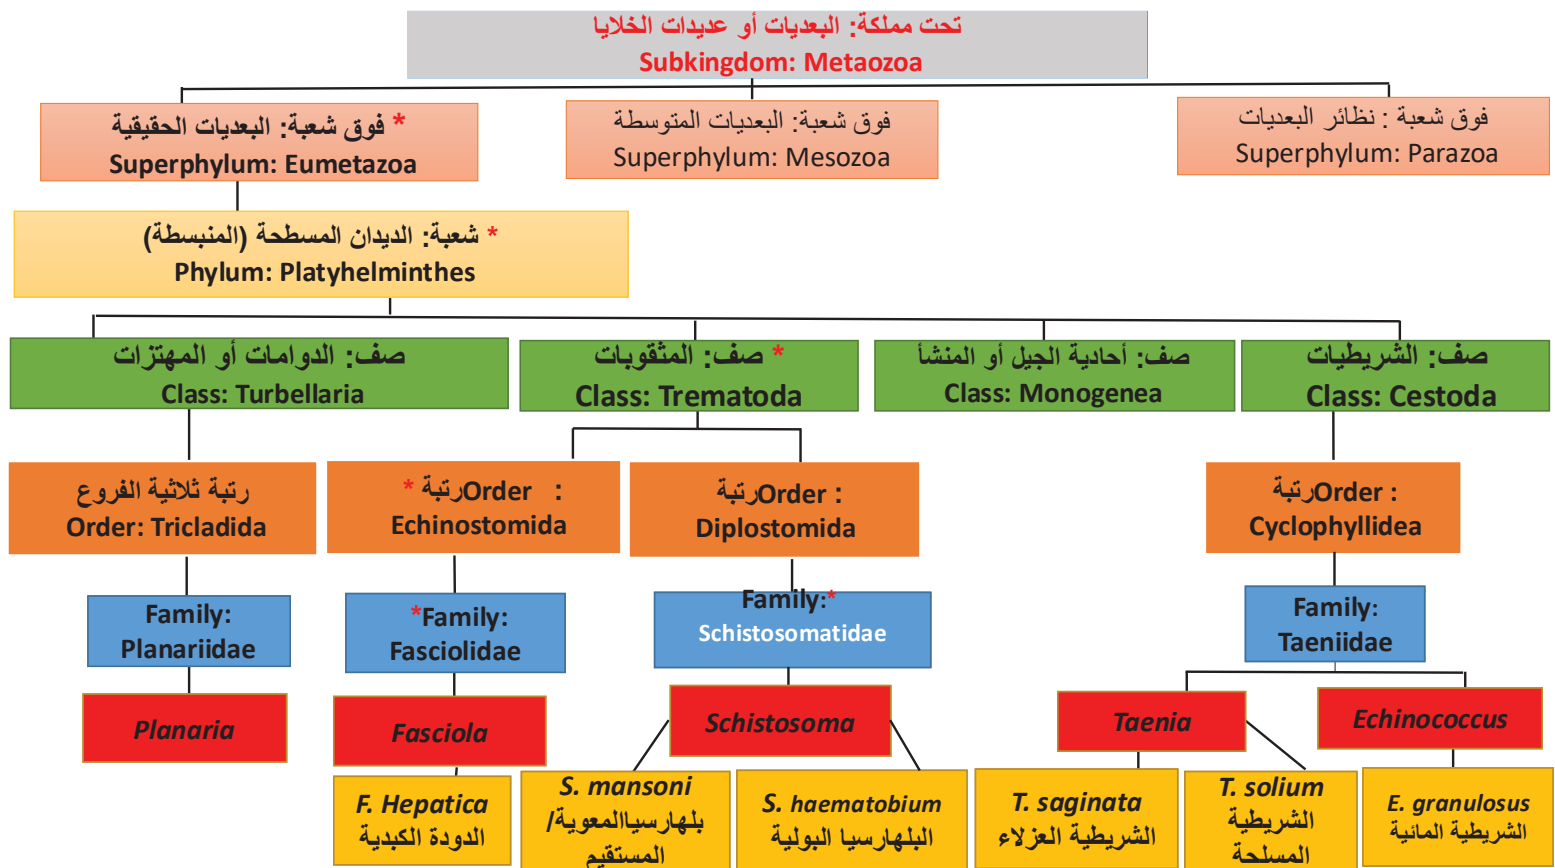 تحت مملكة: البعديات أو عديدات الخلايا
Subkingdom: Metaozoa
* فوق شعبة: البعديات الحقيقية
Superphylum: Eumetazoa
فوق شعبة: البعديات المتوسطة
Superphylum: Mesozoa
فوق شعبة : نظائر البعديات
Superphylum: Parazoa
* شعبة: الديدان المسطحة (المنبسطة)
Phylum: Platyhelminthes
صف: الدوامات أو المهتزات
Class: Turbellaria
* صف: المثقوبات
Class: Trematoda
صف: أحادية الجيل أو المنشأ
Class: Monogenea
صف: الشريطيات
Class: Cestoda
رتبة ثلاثية الفروع
Order: Tricladida
* رتبةOrder :
Echinostomida
رتبةOrder :
Diplostomida
رتبةOrder :
Cyclophyllidea
Family:
Planariidae
*Family:
Fasciolidae
Family:*
Schistosomatidae
Family:
Taeniidae
Planaria
Fasciola
Schistosoma
Taenia
Echinococcus
F. Hepatica
الدودة الكبدية
S. mansoni
بلهارسياالمعوية/
المستقيم
S. haematobium
البلهارسيا البولية
T. saginata
الشريطية العزلاء
T. solium
الشريطية
المسلحة
E. granulosus
الشريطية المائية